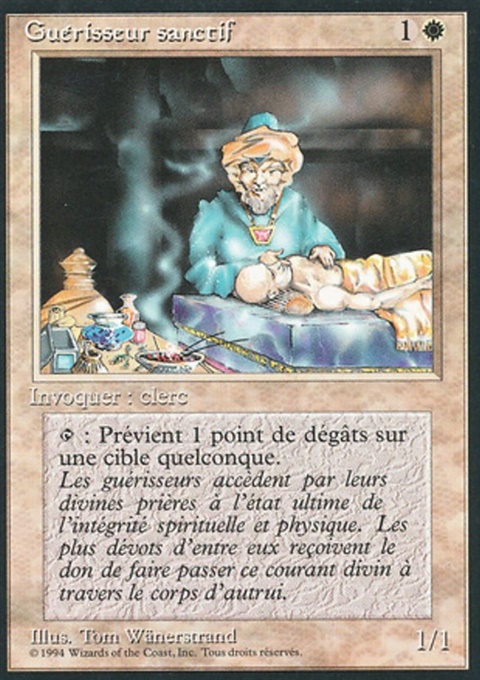 Guérisseur sanctif 1
Invoquer : clerc
: Prévient 1 point de dégâts sur
une cible quelconque.
Les guérisseurs accèdent par leurs
divines prières à l'état ultime de
l'intégrité spirituelle et physique. Les
plus dévots d'entre eux reçoivent le
don de faire passer ce courant divin à
travers le corps d'autrui.
Illus. Tom Wänerstrand
1/1
© 1994 Wizards of the Coast, Inc. Tous droits réservés.